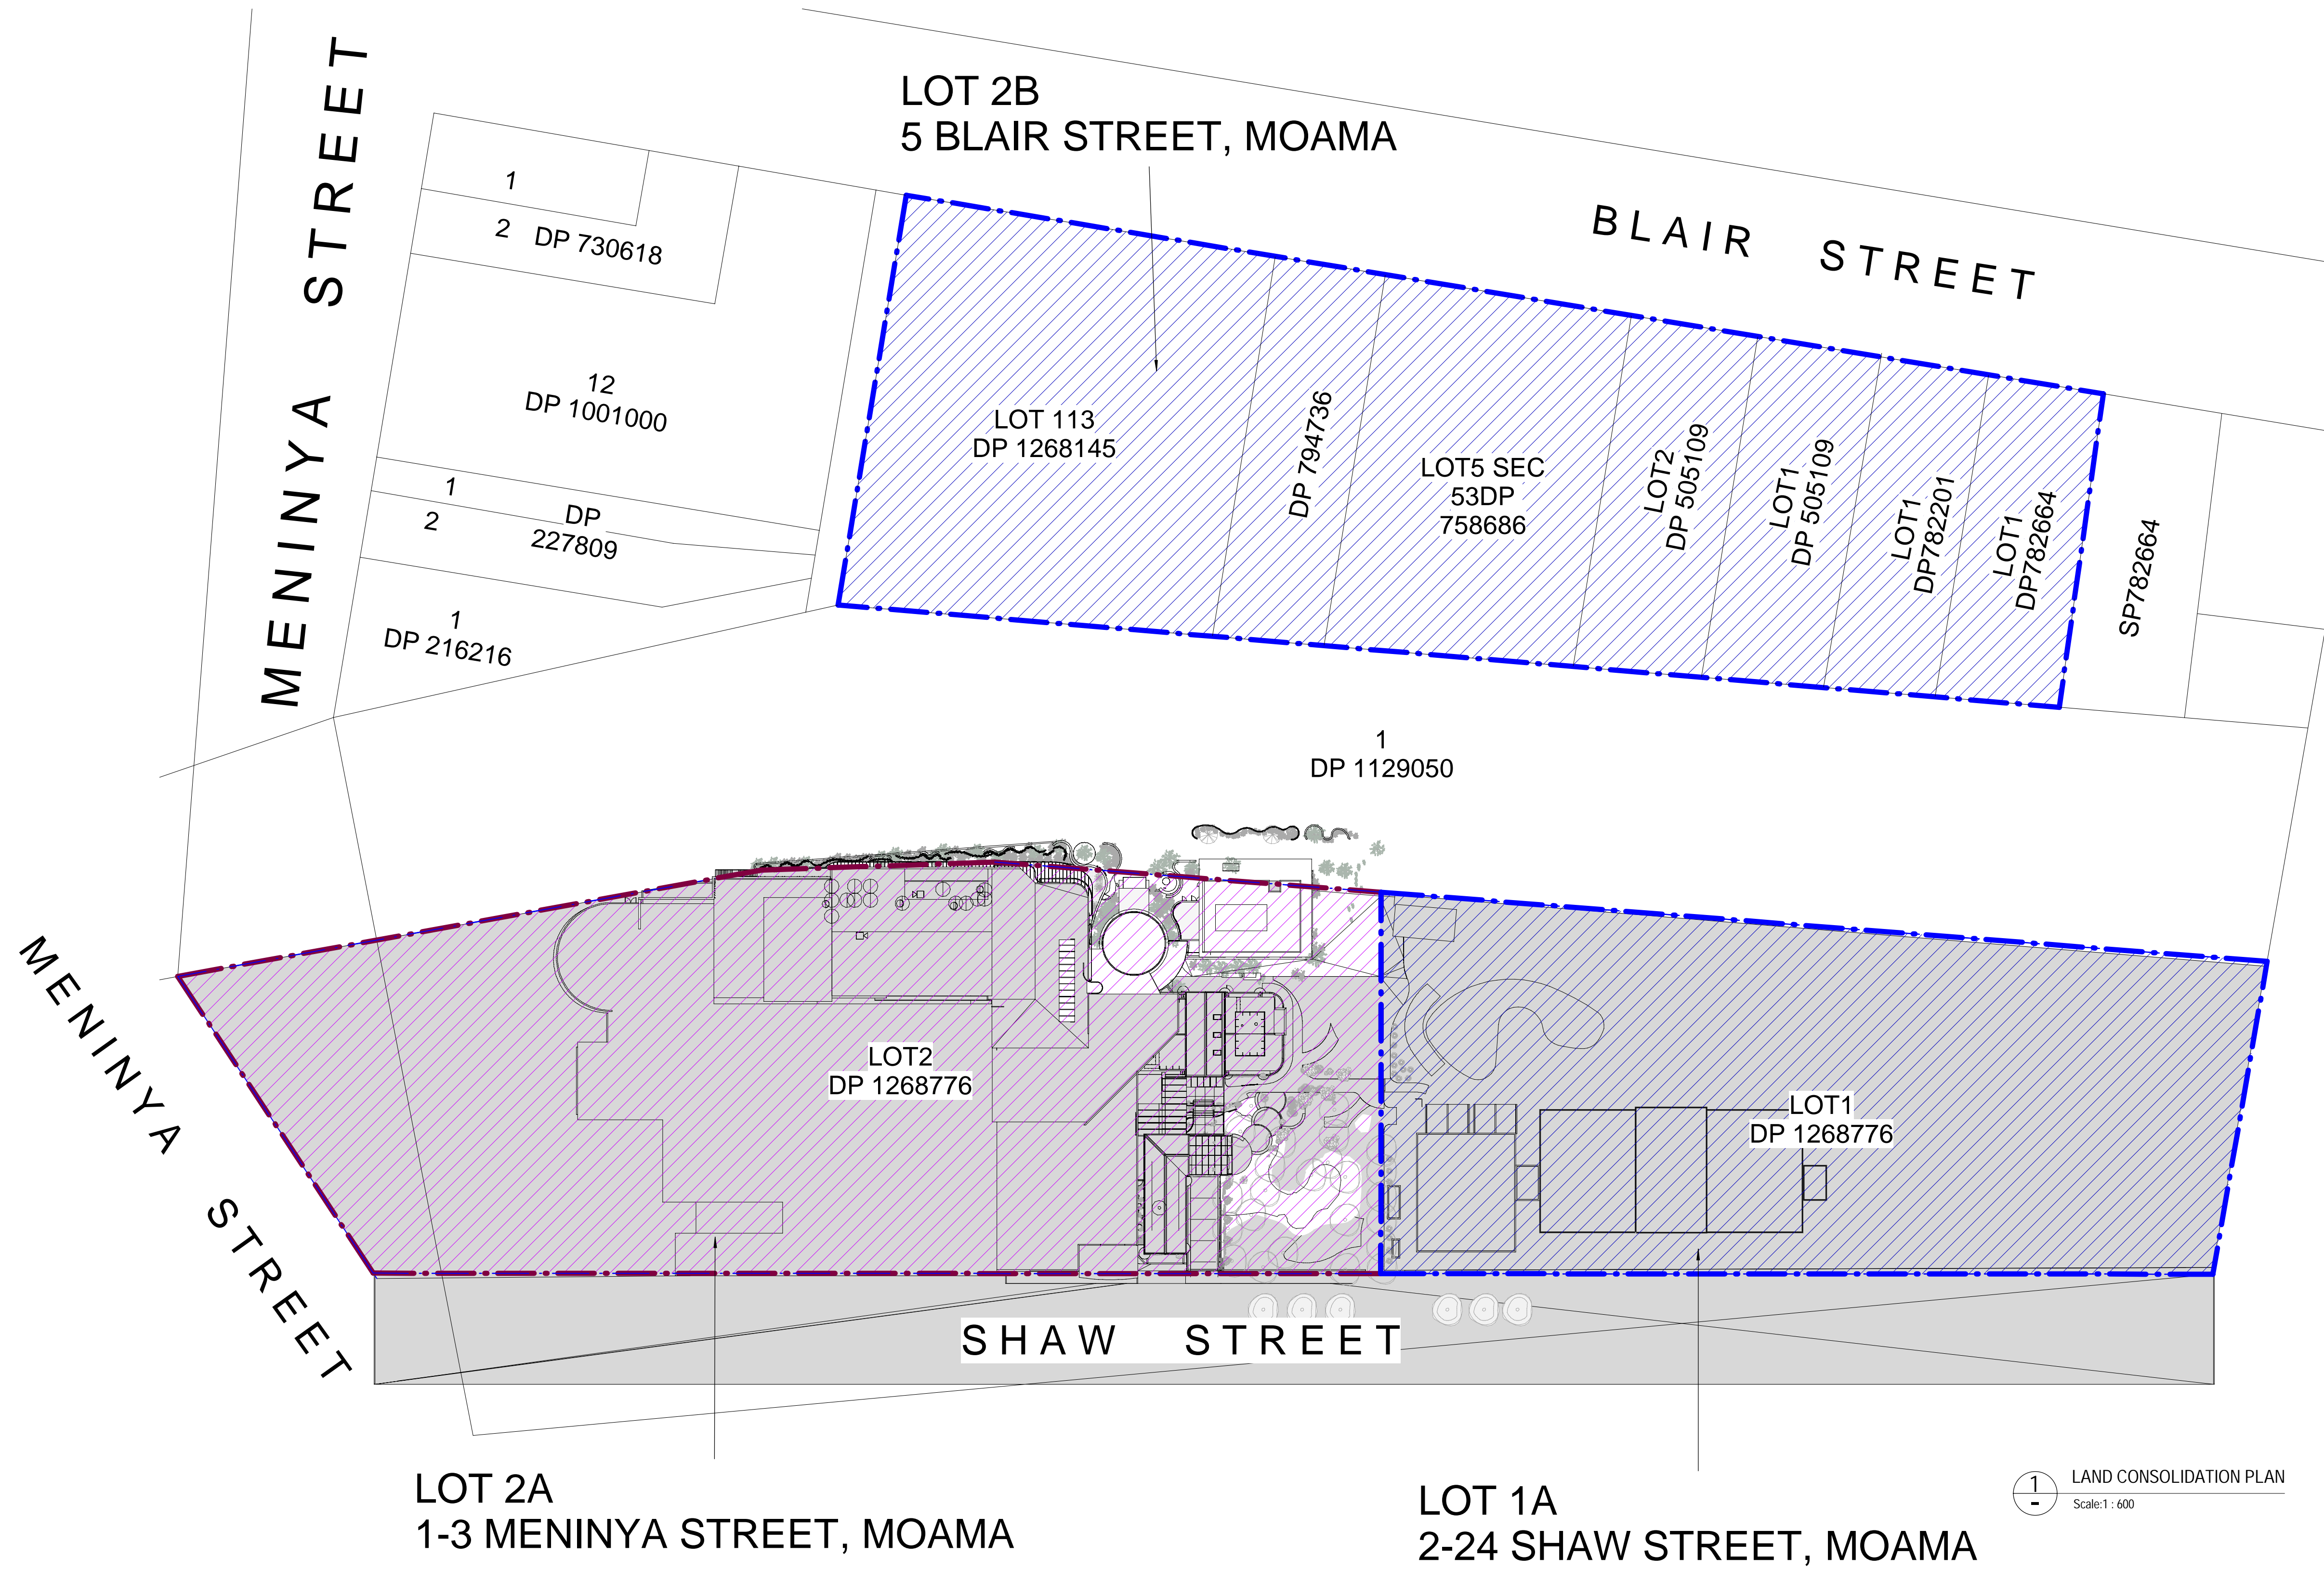 LOT 2B
5 BLAIR STREET, MOAMA
MENINYA STREET
BLAIR STREET
1
2 DP 730618
12
DP 1001000
1
2
DP
227809
1
DP 216216
LOT 113
DP 1268145
DP 794736
LOT5 SEC
53DP
758686
LOT2
DP 505109
LOT1
DP 505109
LOT1
DP782201
LOT1
DP782664
SP782664
1
DP 1129050
MENINYA STREET
LOT2
DP 1268776
LOT1
DP 1268776
SHAW STREET
LOT 2A
1-3 MENINYA STREET, MOAMA
LOT 1A
2-24 SHAW STREET, MOAMA
1
-
LAND CONSOLIDATION PLAN
Scale:1 : 600